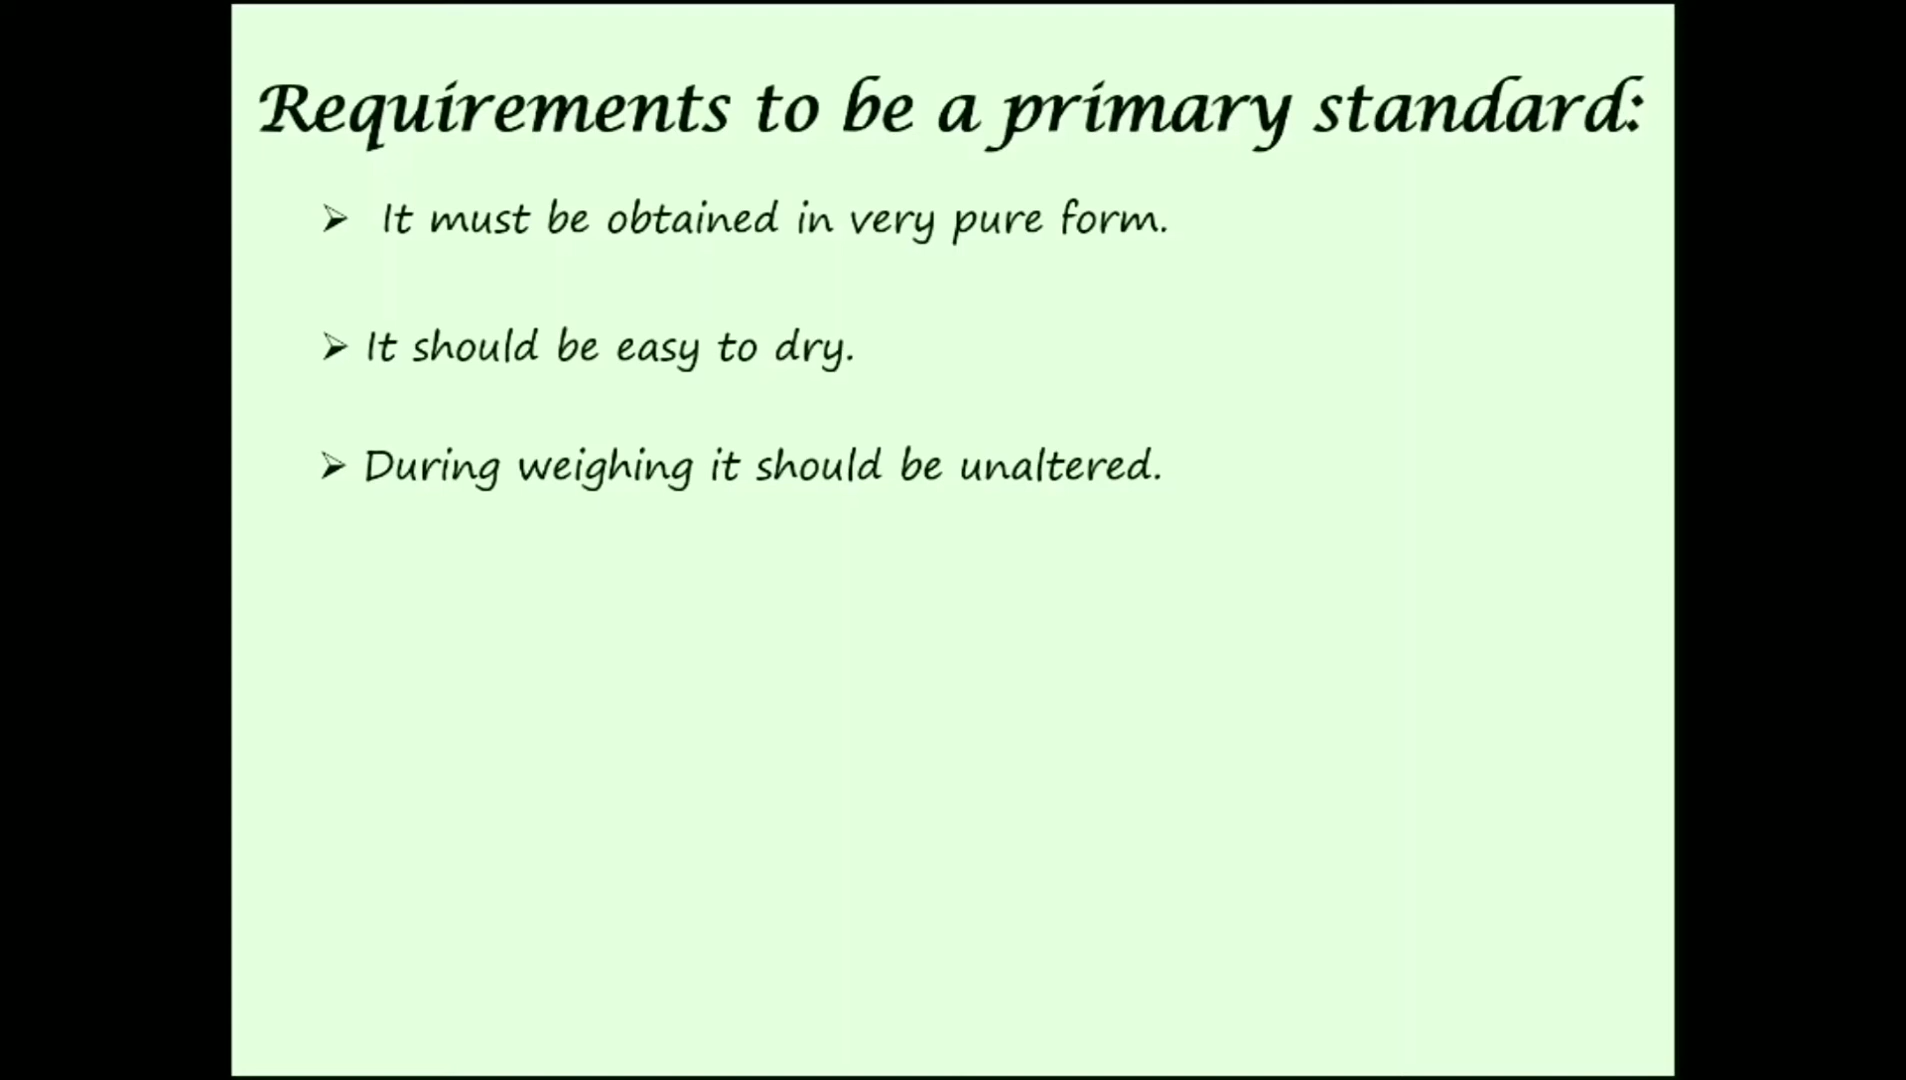 Requirements to be a primary standard:
➢ It must be obtained in very pure form.
➢ It should be easy to dry.
➢ During weighing it should be unaltered.